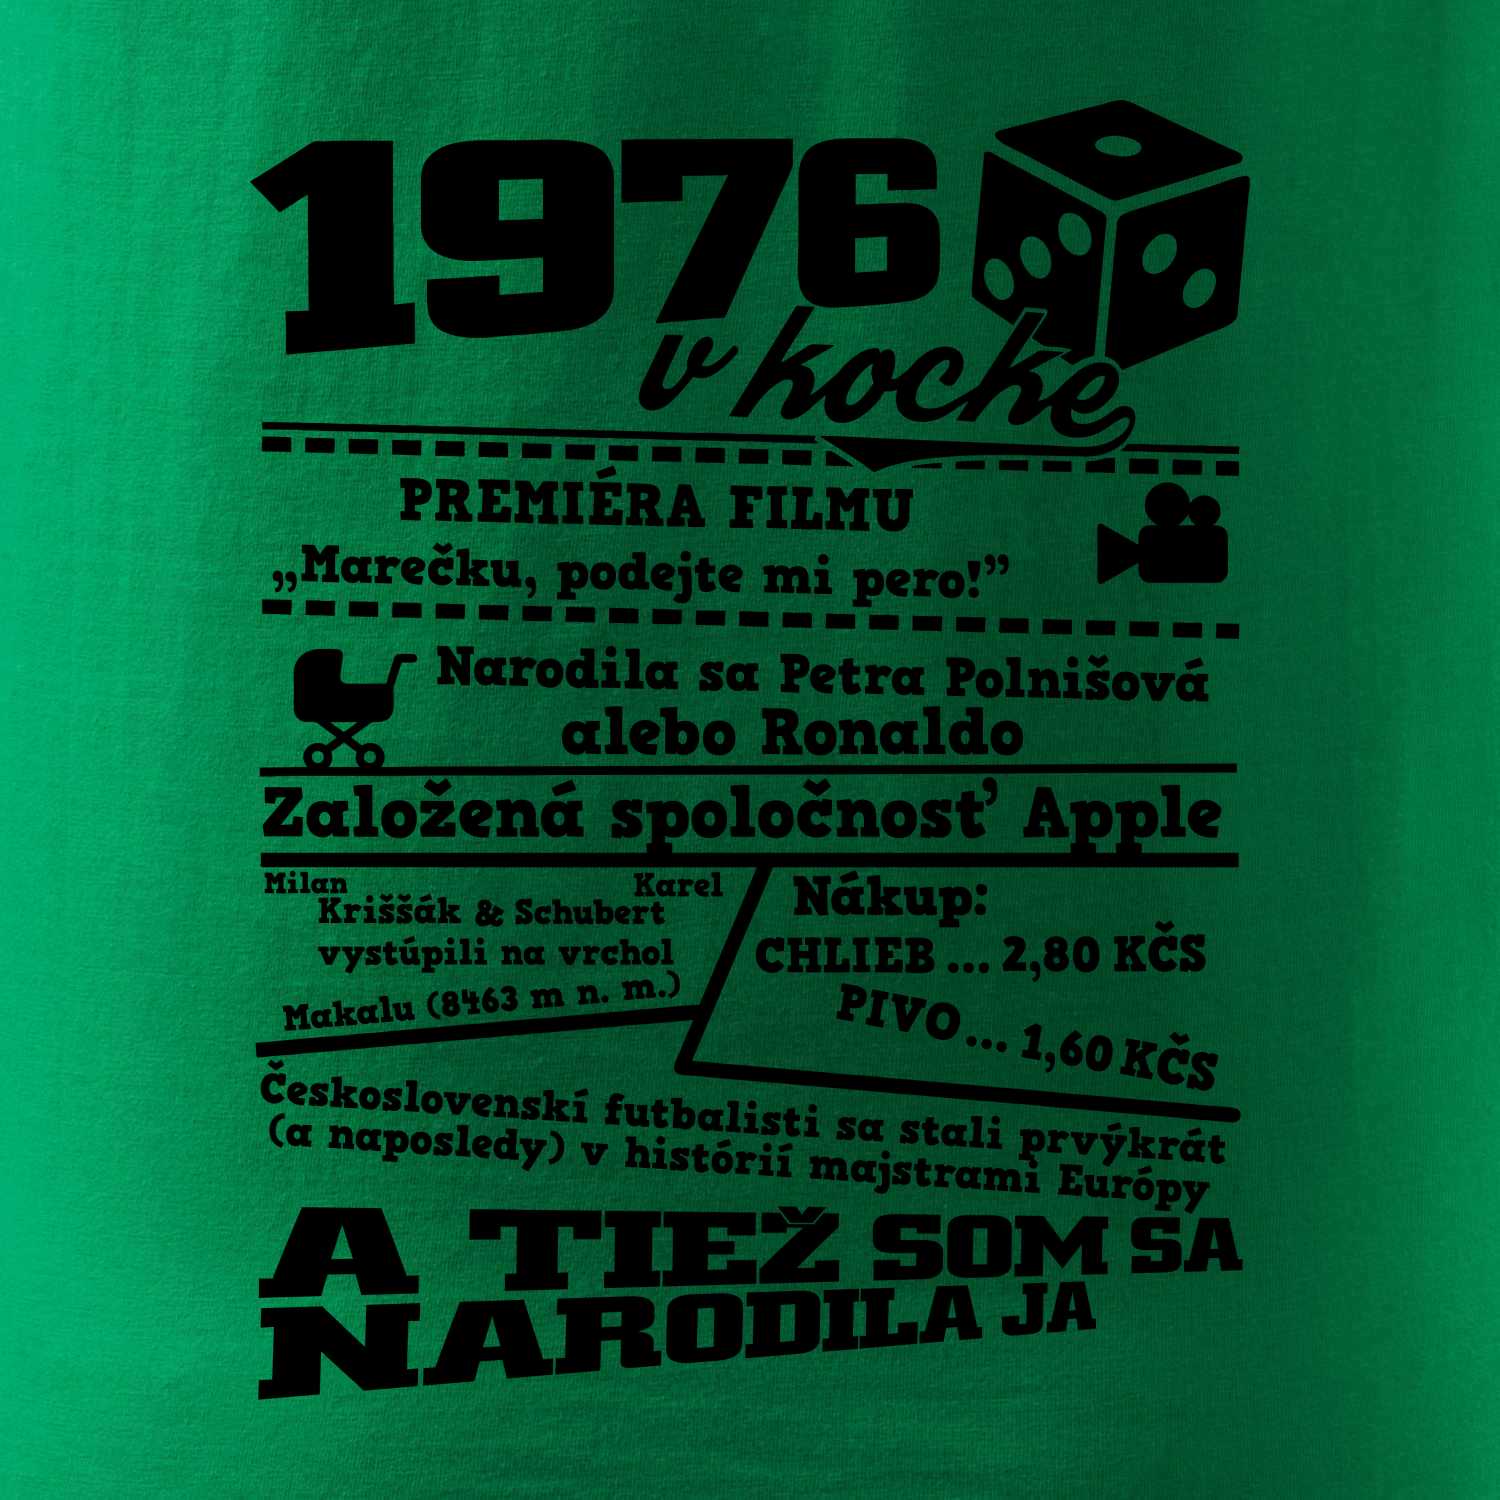 1976
v kocke
PREMIÉRA FILMU
„Marečku, podejte mi pero!”
Narodila sa Petra Polnišová
alebo Ronaldo
Založená spoločnosť Apple
Milan Karel
Kriššák & Schubert
vystúpili na vrchol
Makalu (8463 m n. m.)
Nákup:
CHLIEB ... 2,80 KČS
PIVO ... 1,60 KČS
Československí futbalisti sa stali prvýkrát
(a naposledy) v histórií majstrami Európy
A TIEŽ SOM SA
NARODILA JA